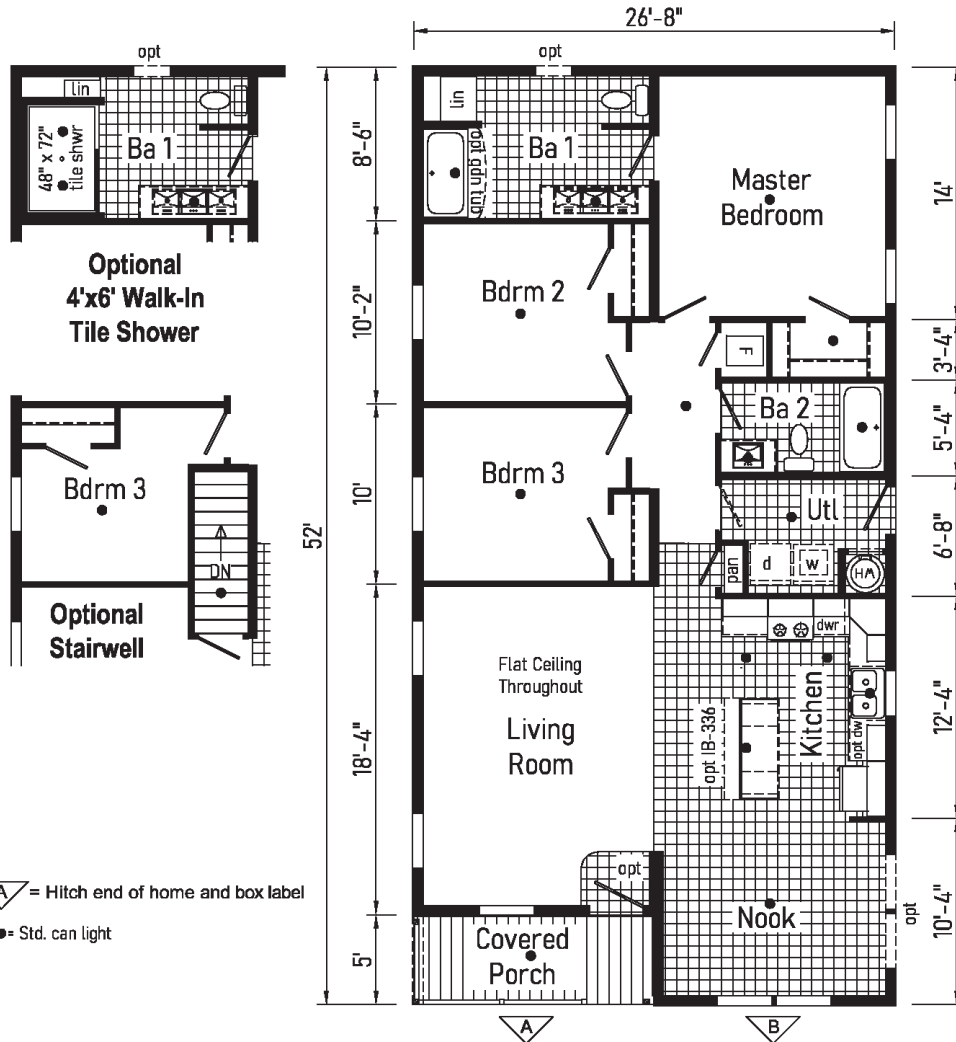 26'-8"
opt
lin
48" x 72"
tile shwr
Ba 1
Optional
4'x6' Walk-In
Tile Shower
Bdrm 3
DN
Optional
Stairwell
A = Hitch end of home and box label
= Std. can light
52'
8'-6"
10'-2"
10'
18'-4"
5'
opt
lin
opt gdn tub
Ba 1
Master
Bedroom
Bdrm 2
F
Ba 2
Bdrm 3
Utl
pan
d
w
HW
Flat Ceiling
Throughout
Living
Room
dwr
Kitchen
opt IB-336
opt dw
opt
Nook
opt
Covered
Porch
A
B
14'
3'-4"
5'-4"
6'-8"
12'-4"
10'-4"